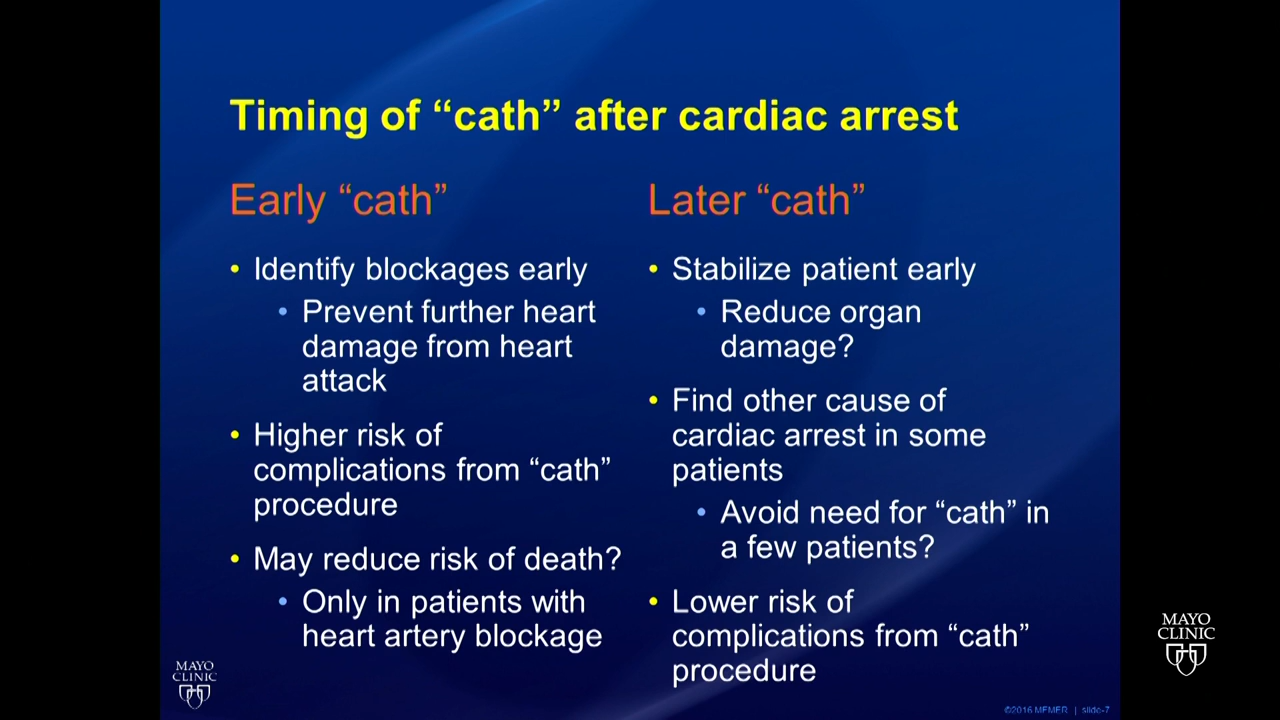 Timing of “cath” after cardiac arrest
Early “cath”
• Identify blockages early
• Prevent further heart
damage from heart
attack
• Higher risk of
complications from “cath”
procedure
• May reduce risk of death?
• Only in patients with
heart artery blockage
Later “cath”
• Stabilize patient early
• Reduce organ
damage?
• Find other cause of
cardiac arrest in some
patients
• Avoid need for “cath” in
a few patients?
• Lower risk of
complications from “cath”
procedure
MAYO
CLINIC
©2016 MFMER | slide-7
MAYO
CLINIC